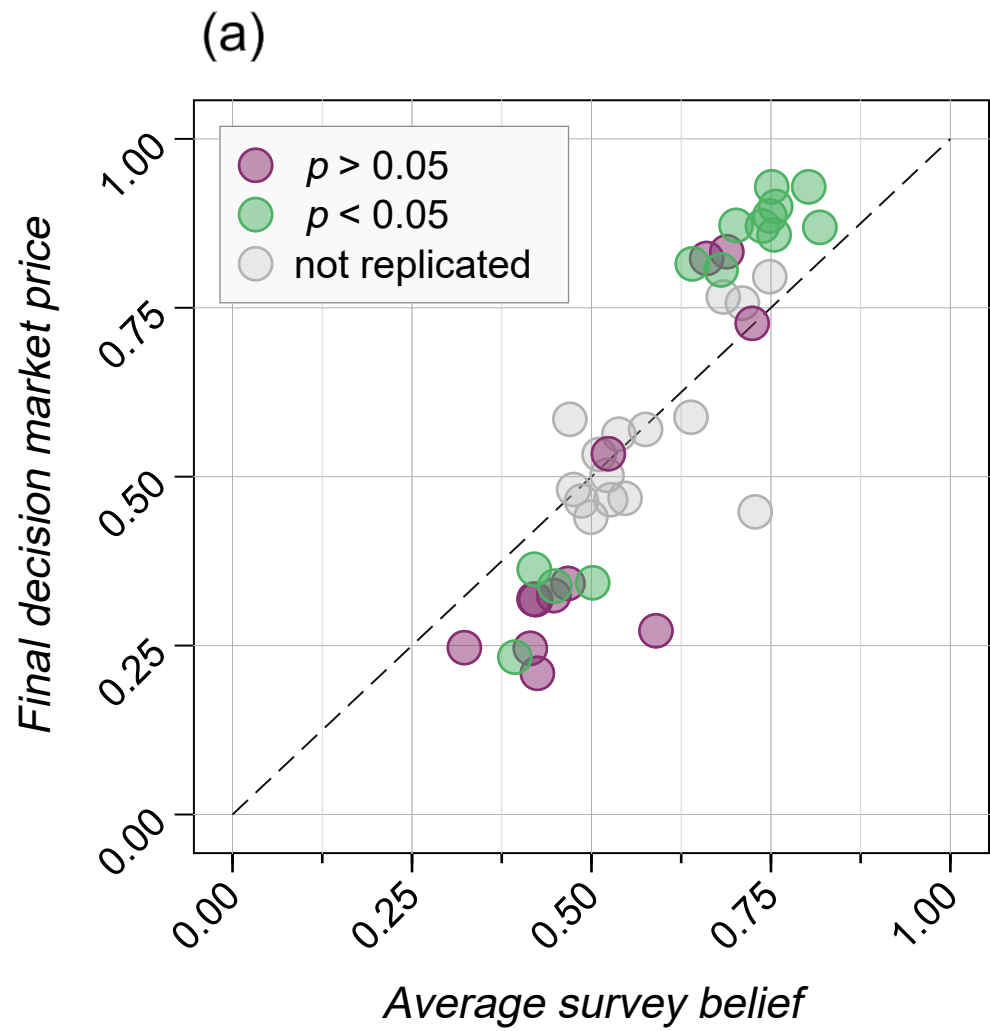 (a)
p > 0.05
p < 0.05
not replicated
Final decision market price
1.00
0.75
0.50
0.25
0.00
0.00 0.25 0.50 0.75 1.00
Average survey belief